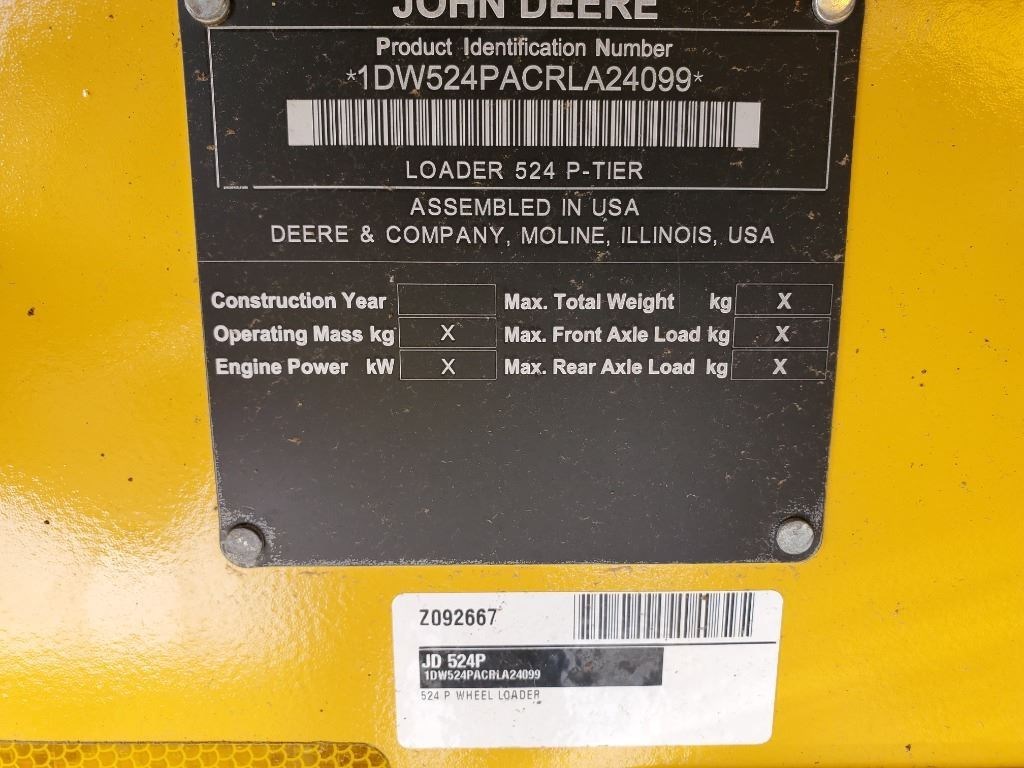 JOHN DEERE
Product Identification Number
*1DW524PACRLA24099*
LOADER 524 P-TIER
ASSEMBLED IN USA
DEERE & COMPANY, MOLINE, ILLINOIS, USA
Construction Year Max. Total Weight kg X
Operating Mass kg X Max. Front Axle Load kg X
Engine Power kW X Max. Rear Axle Load kg X
Z092667
JD 524P
1DW524PACRLA24099
524 P WHEEL LOADER